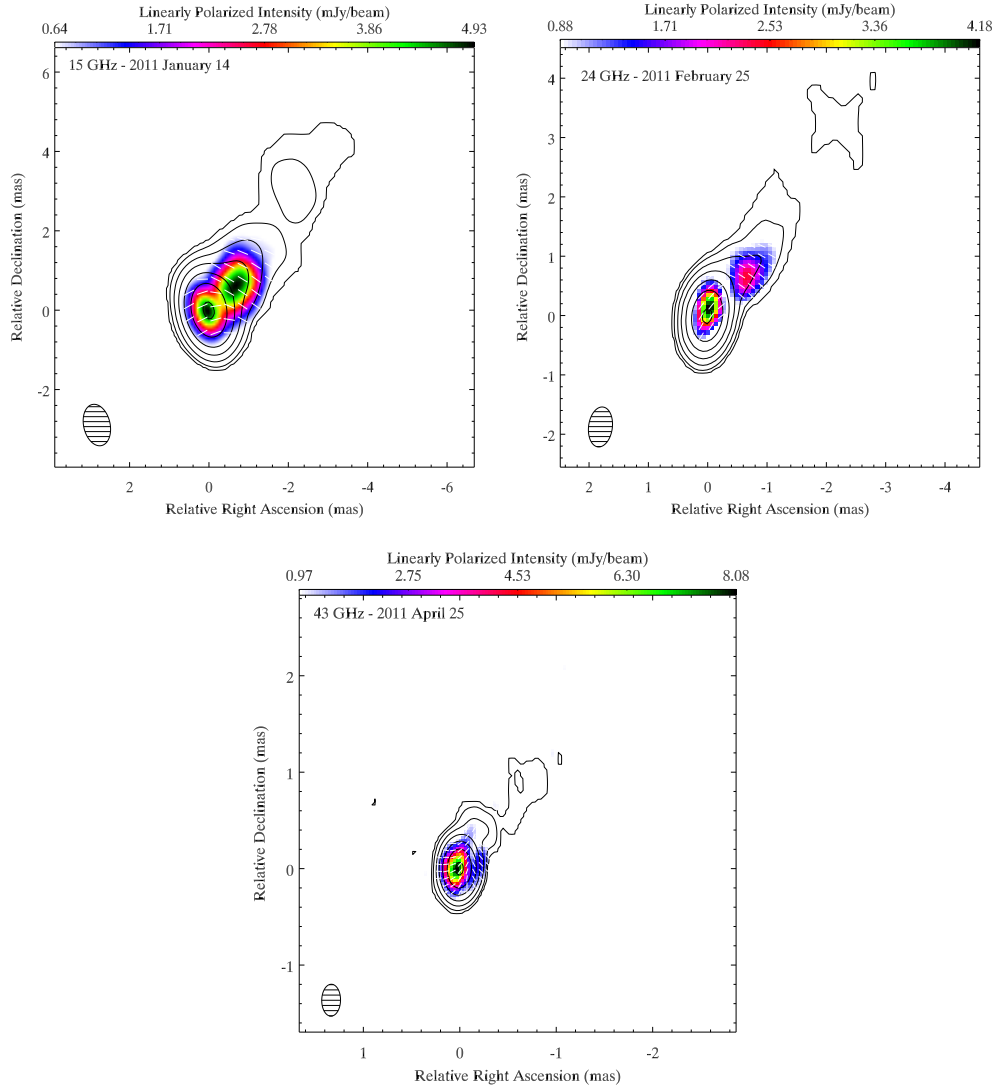 Linearly Polarized Intensity (mJy/beam)
0.64 1.71 2.78 3.86 4.93
15 GHz - 2011 January 14
6
4
2
0
-2
Relative Declination (mas)
2 0 -2 -4 -6
Relative Right Ascension (mas)
Linearly Polarized Intensity (mJy/beam)
0.88 1.71 2.53 3.36 4.18
24 GHz - 2011 February 25
4
3
2
1
0
-1
-2
Relative Declination (mas)
2 1 0 -1 -2 -3 -4
Relative Right Ascension (mas)
Linearly Polarized Intensity (mJy/beam)
0.97 2.75 4.53 6.30 8.08
43 GHz - 2011 April 25
2
1
0
-1
Relative Declination (mas)
1 0 -1 -2
Relative Right Ascension (mas)